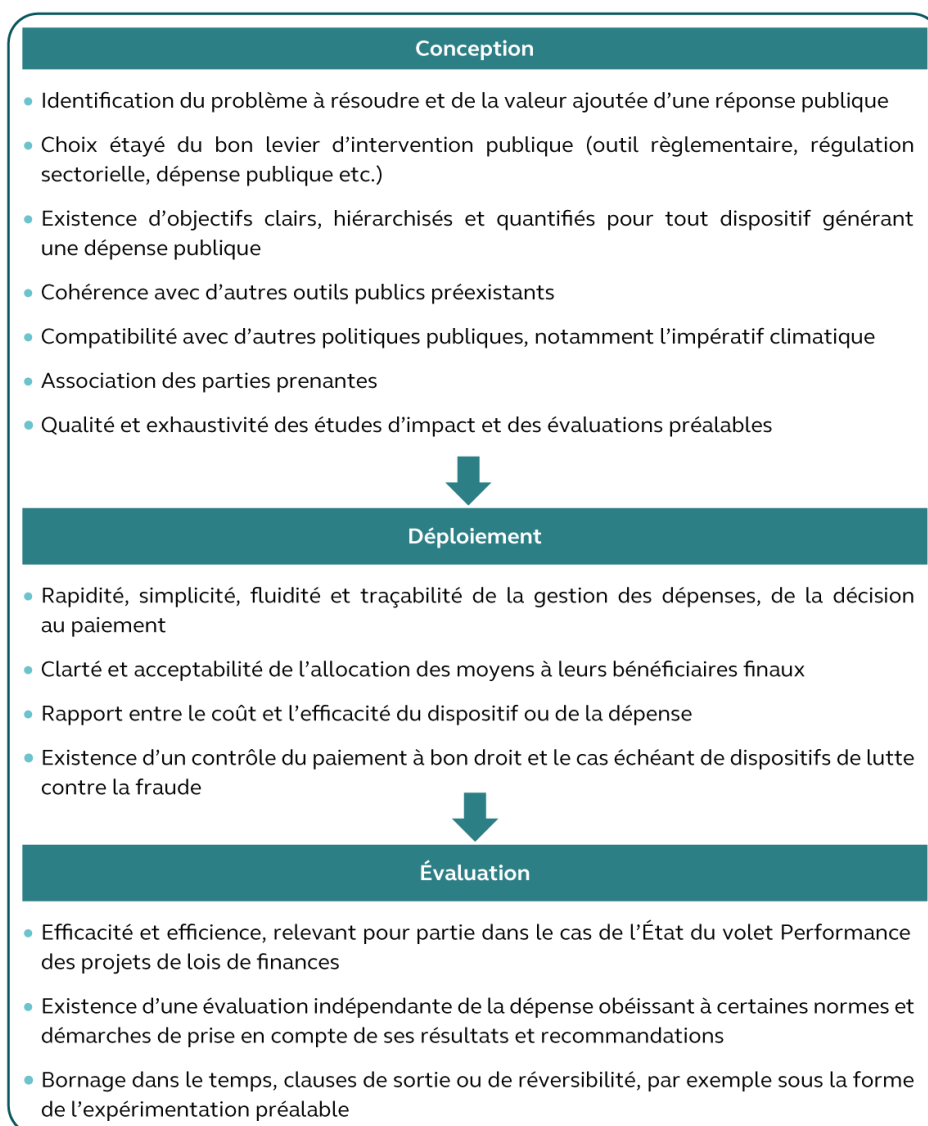 Conception
• Identification du problème à résoudre et de la valeur ajoutée d’une réponse publique
• Choix étayé du bon levier d’intervention publique (outil règlementaire, régulation
sectorielle, dépense publique etc.)
• Existence d’objectifs clairs, hiérarchisés et quantifiés pour tout dispositif générant
une dépense publique
• Cohérence avec d’autres outils publics préexistants
• Compatibilité avec d’autres politiques publiques, notamment l’impératif climatique
• Association des parties prenantes
• Qualité et exhaustivité des études d’impact et des évaluations préalables
Déploiement
• Rapidité, simplicité, fluidité et traçabilité de la gestion des dépenses, de la décision
au paiement
• Clarté et acceptabilité de l’allocation des moyens à leurs bénéficiaires finaux
• Rapport entre le coût et l’efficacité du dispositif ou de la dépense
• Existence d’un contrôle du paiement à bon droit et le cas échéant de dispositifs de lutte
contre la fraude
Évaluation
• Efficacité et efficience, relevant pour partie dans le cas de l’État du volet Performance
des projets de lois de finances
• Existence d’une évaluation indépendante de la dépense obéissant à certaines normes et
démarches de prise en compte de ses résultats et recommandations
• Bornage dans le temps, clauses de sortie ou de réversibilité, par exemple sous la forme
de l’expérimentation préalable